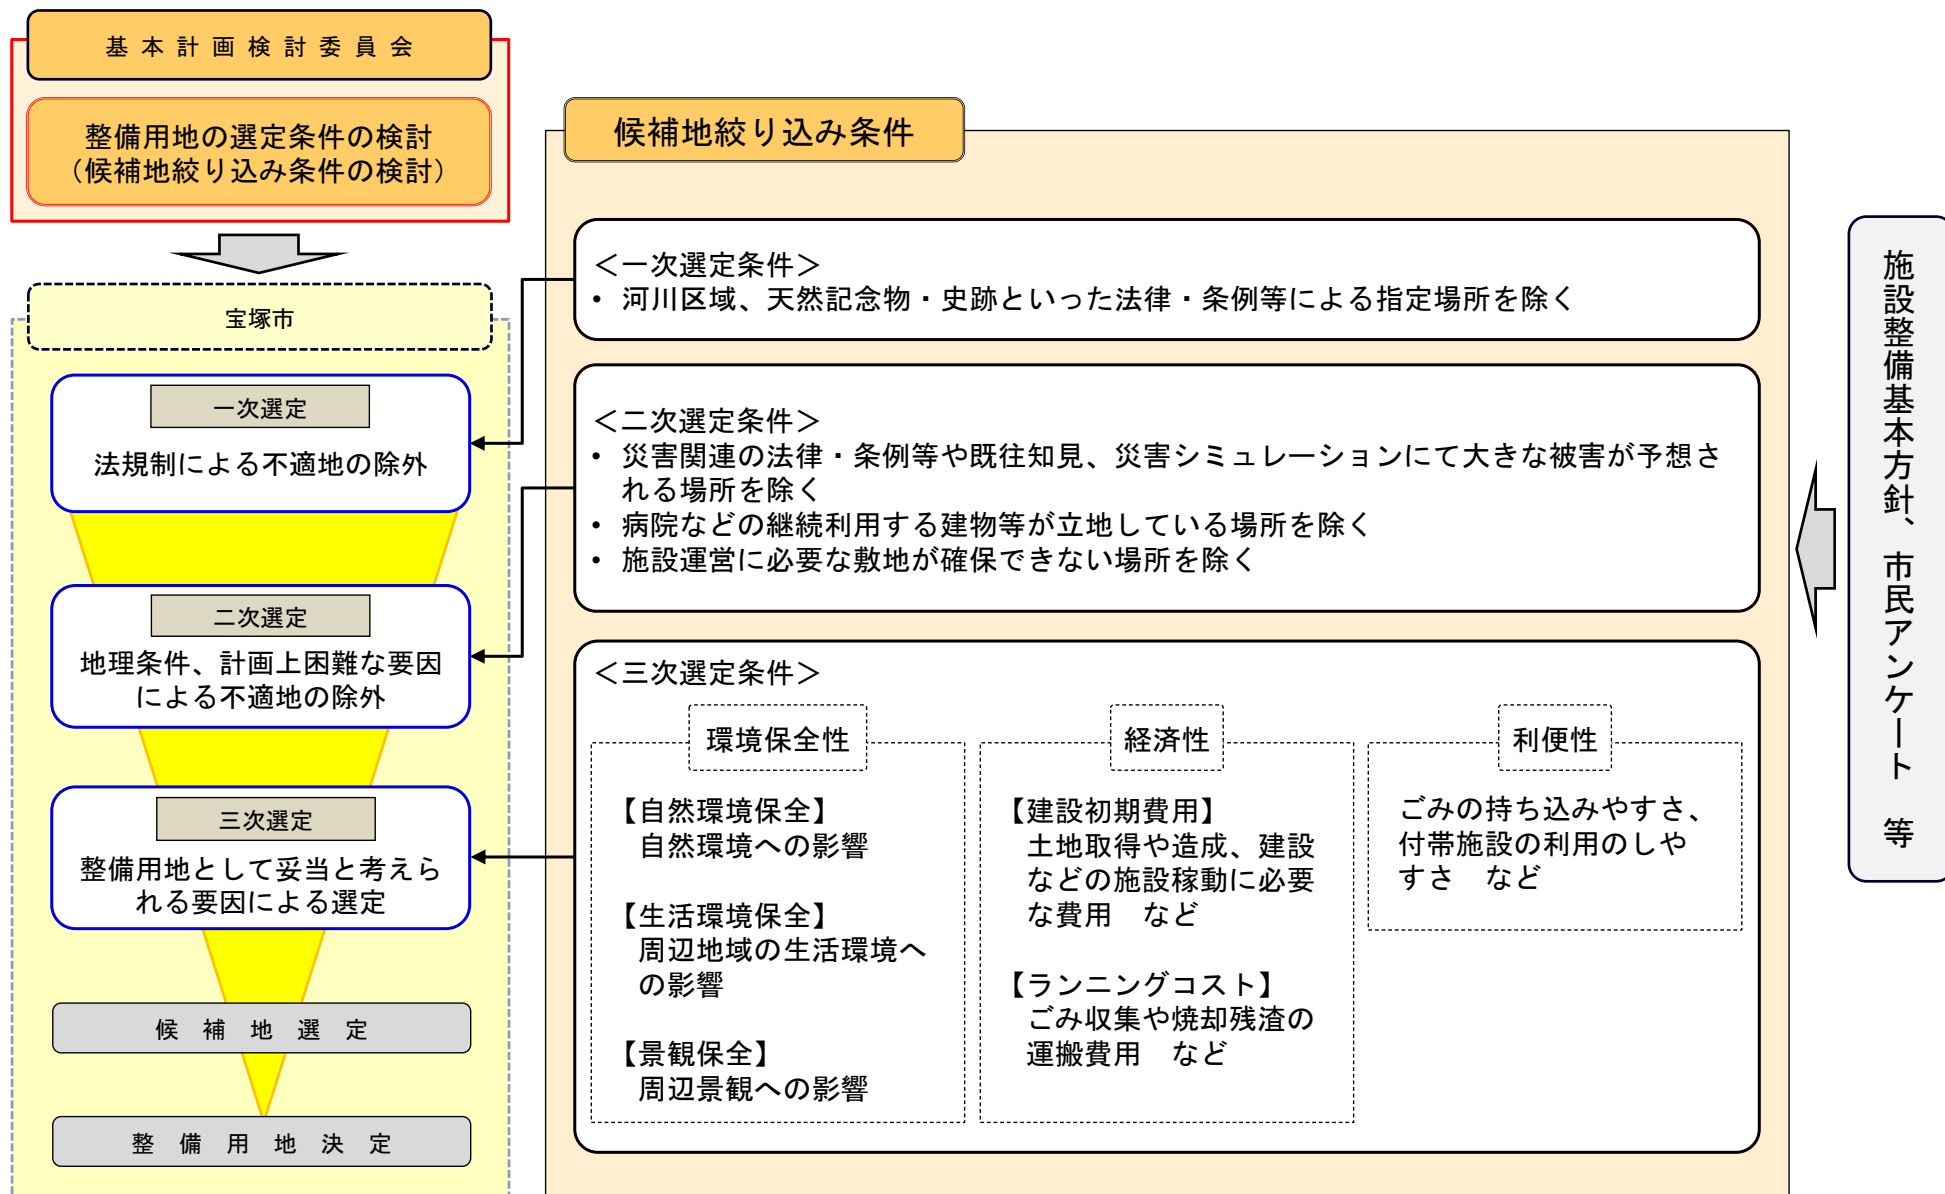 基本計画検討委員会
整備用地の選定条件の検討
（候補地絞り込み条件の検討）
宝塚市
一次選定
法規制による不適地の除外
二次選定
地理条件、計画上困難な要因
による不適地の除外
三次選定
整備用地として妥当と考えら
れる要因による選定
候補地選定
整備用地決定
候補地絞り込み条件
＜一次選定条件＞
• 河川区域、天然記念物・史跡といった法律・条例等による指定場所を除く
＜二次選定条件＞
• 災害関連の法律・条例等や既往知見、災害シミュレーションにて大きな被害が予想さ
れる場所を除く
• 病院などの継続利用する建物等が立地している場所を除く
• 施設運営に必要な敷地が確保できない場所を除く
＜三次選定条件＞
環境保全性
【自然環境保全】
自然環境への影響
【生活環境保全】
周辺地域の生活環境へ
の影響
【景観保全】
周辺景観への影響
経済性
【建設初期費用】
土地取得や造成、建設
などの施設稼動に必要
な費用　など
【ランニングコスト】
ごみ収集や焼却残渣の
運搬費用　など
利便性
ごみの持ち込みやすさ、
付帯施設の利用のしや
すさ　など
施設整備基本方針、市民アンケート　等